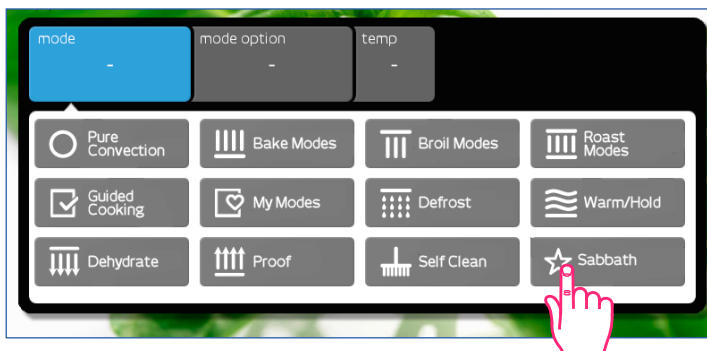 mode
mode option
temp
-
-
-
Pure
Convection
Bake Modes
Broil Modes
Roast
Modes
Guided
Cooking
My Modes
Defrost
Warm/Hold
Dehydrate
Proof
Self Clean
Sabbath